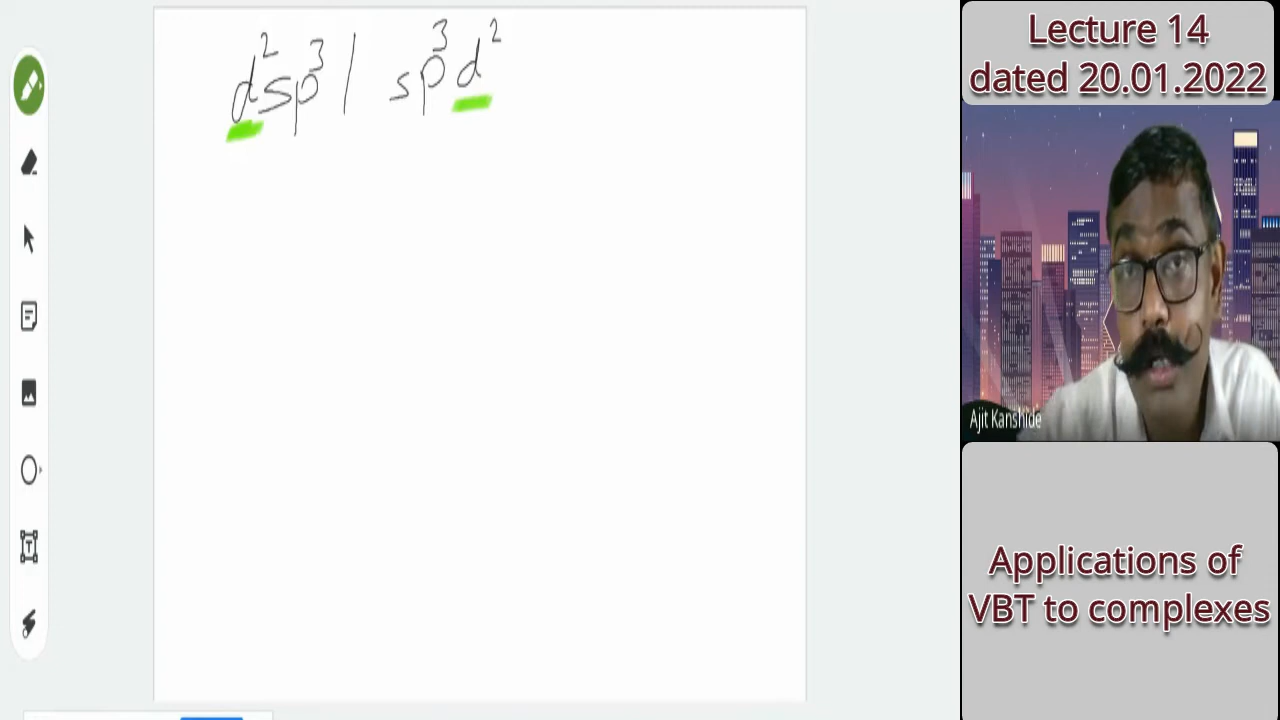 d²sp³ | sp³d²
Lecture 14
dated 20.01.2022
Ajit Kanshide
Applications of
VBT to complexes